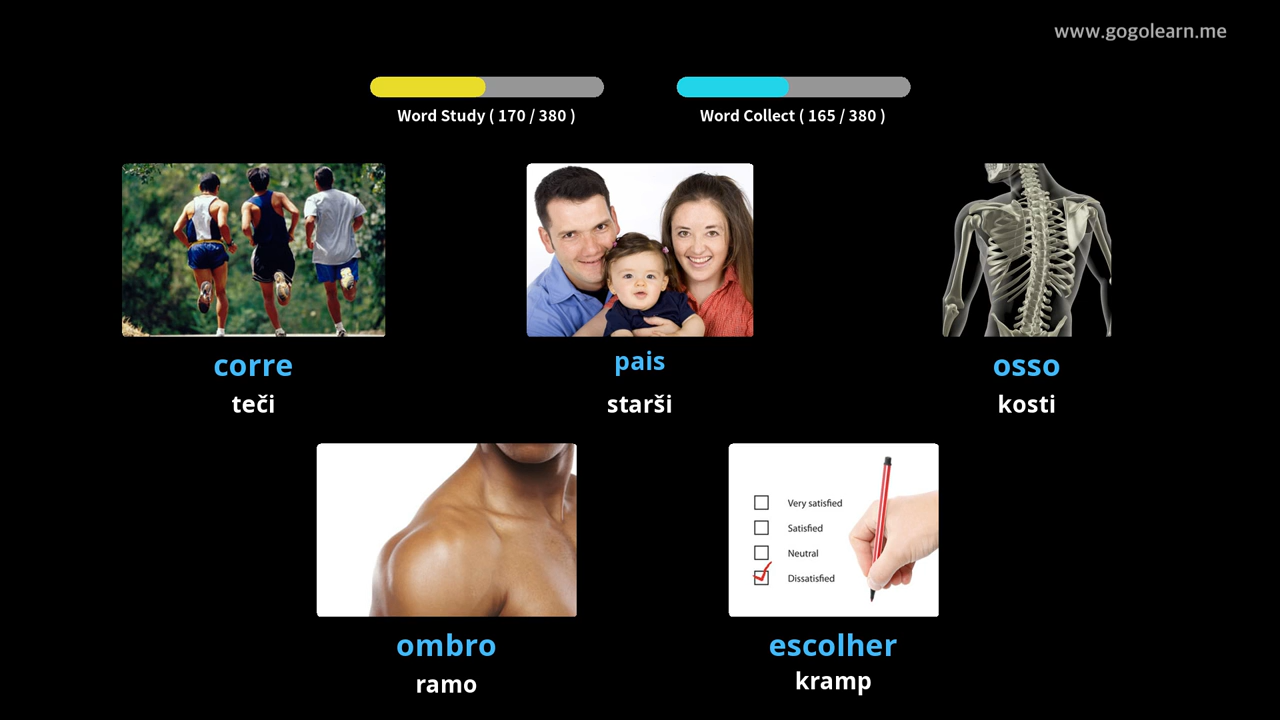 www.gogolearn.me
Word Study ( 170 / 380 )
Word Collect ( 165 / 380 )
corre
teči
pais
starši
osso
kosti
Very satisfied
Satisfied
Neutral
Dissatisfied
ombro
ramo
escolher
kramp